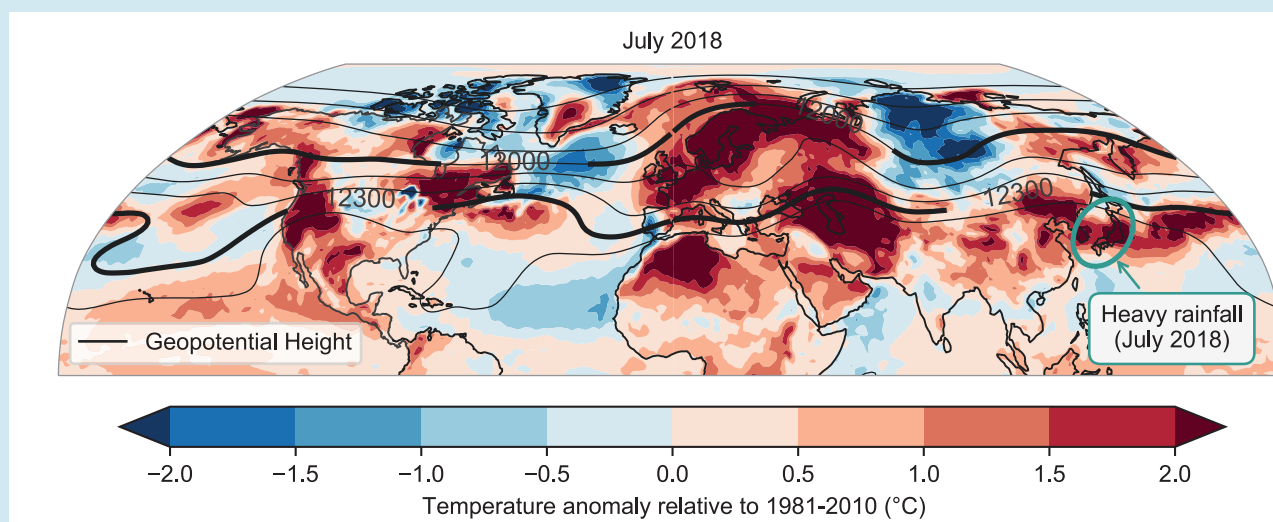 July 2018
12000
12000
12300
12300
Geopotential Height
Heavy rainfall
(July 2018)
−2.0 −1.5 −1.0 −0.5 0.0 0.5 1.0 1.5 2.0
Temperature anomaly relative to 1981-2010 (°C)